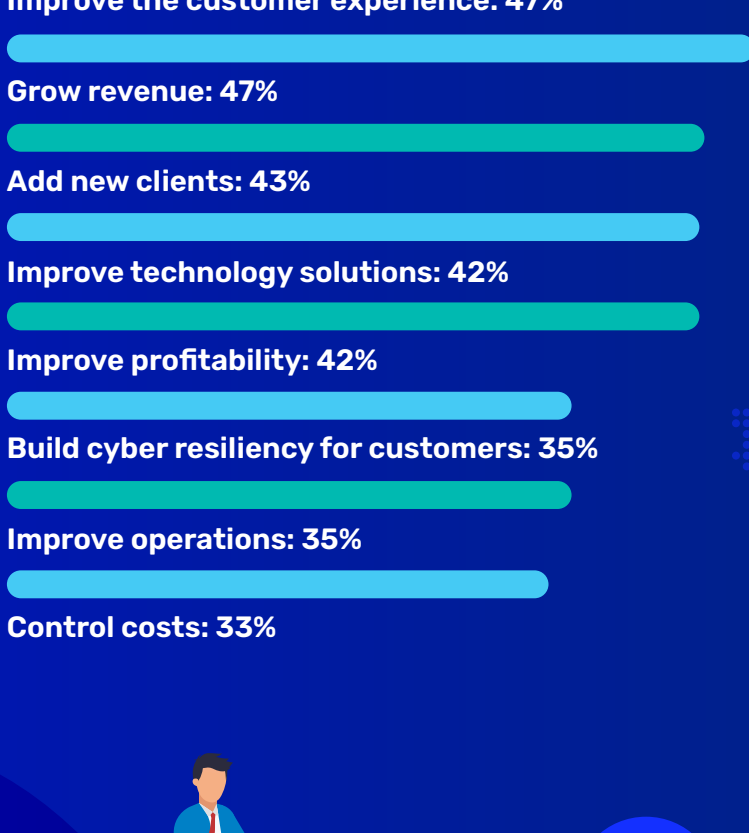 Improve the customer experience: 47%
Grow revenue: 47%
Add new clients: 43%
Improve technology solutions: 42%
Improve profitability: 42%
Build cyber resiliency for customers: 35%
Improve operations: 35%
Control costs: 33%